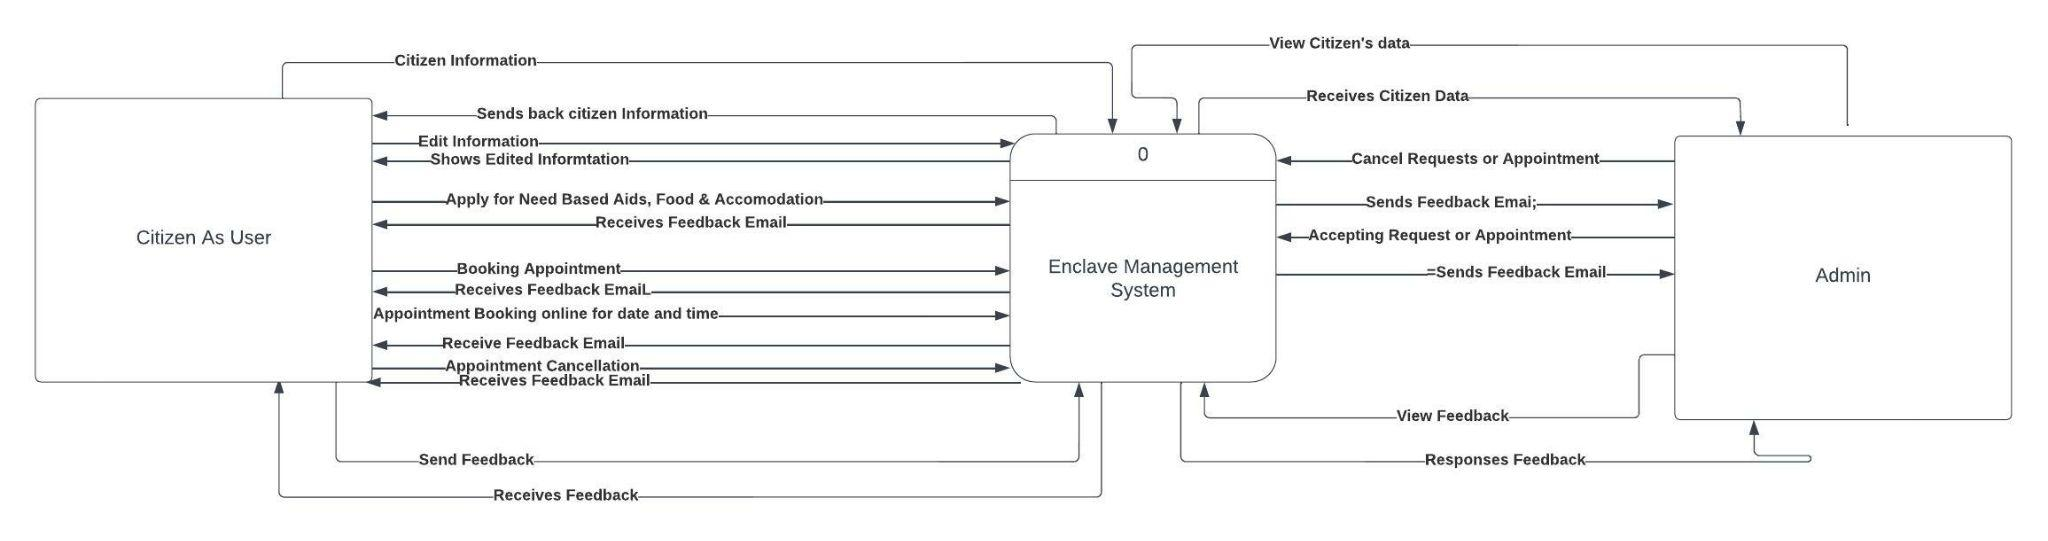 View Citizen's data
Citizen Information
Receives Citizen Data
Sends back citizen Information
Edit Information
Shows Edited Informtation
0
Cancel Requests or Appointment
Apply for Need Based Aids, Food & Accomodation
Sends Feedback Emai;
Receives Feedback Email
Accepting Request or Appointment
Citizen As User
Enclave Management
System
Admin
Booking Appointment
=Sends Feedback Email
Receives Feedback EmaiL
Appointment Booking online for date and time
Receive Feedback Email
Appointment Cancellation
Receives Feedback Email
View Feedback
Send Feedback
Responses Feedback
Receives Feedback